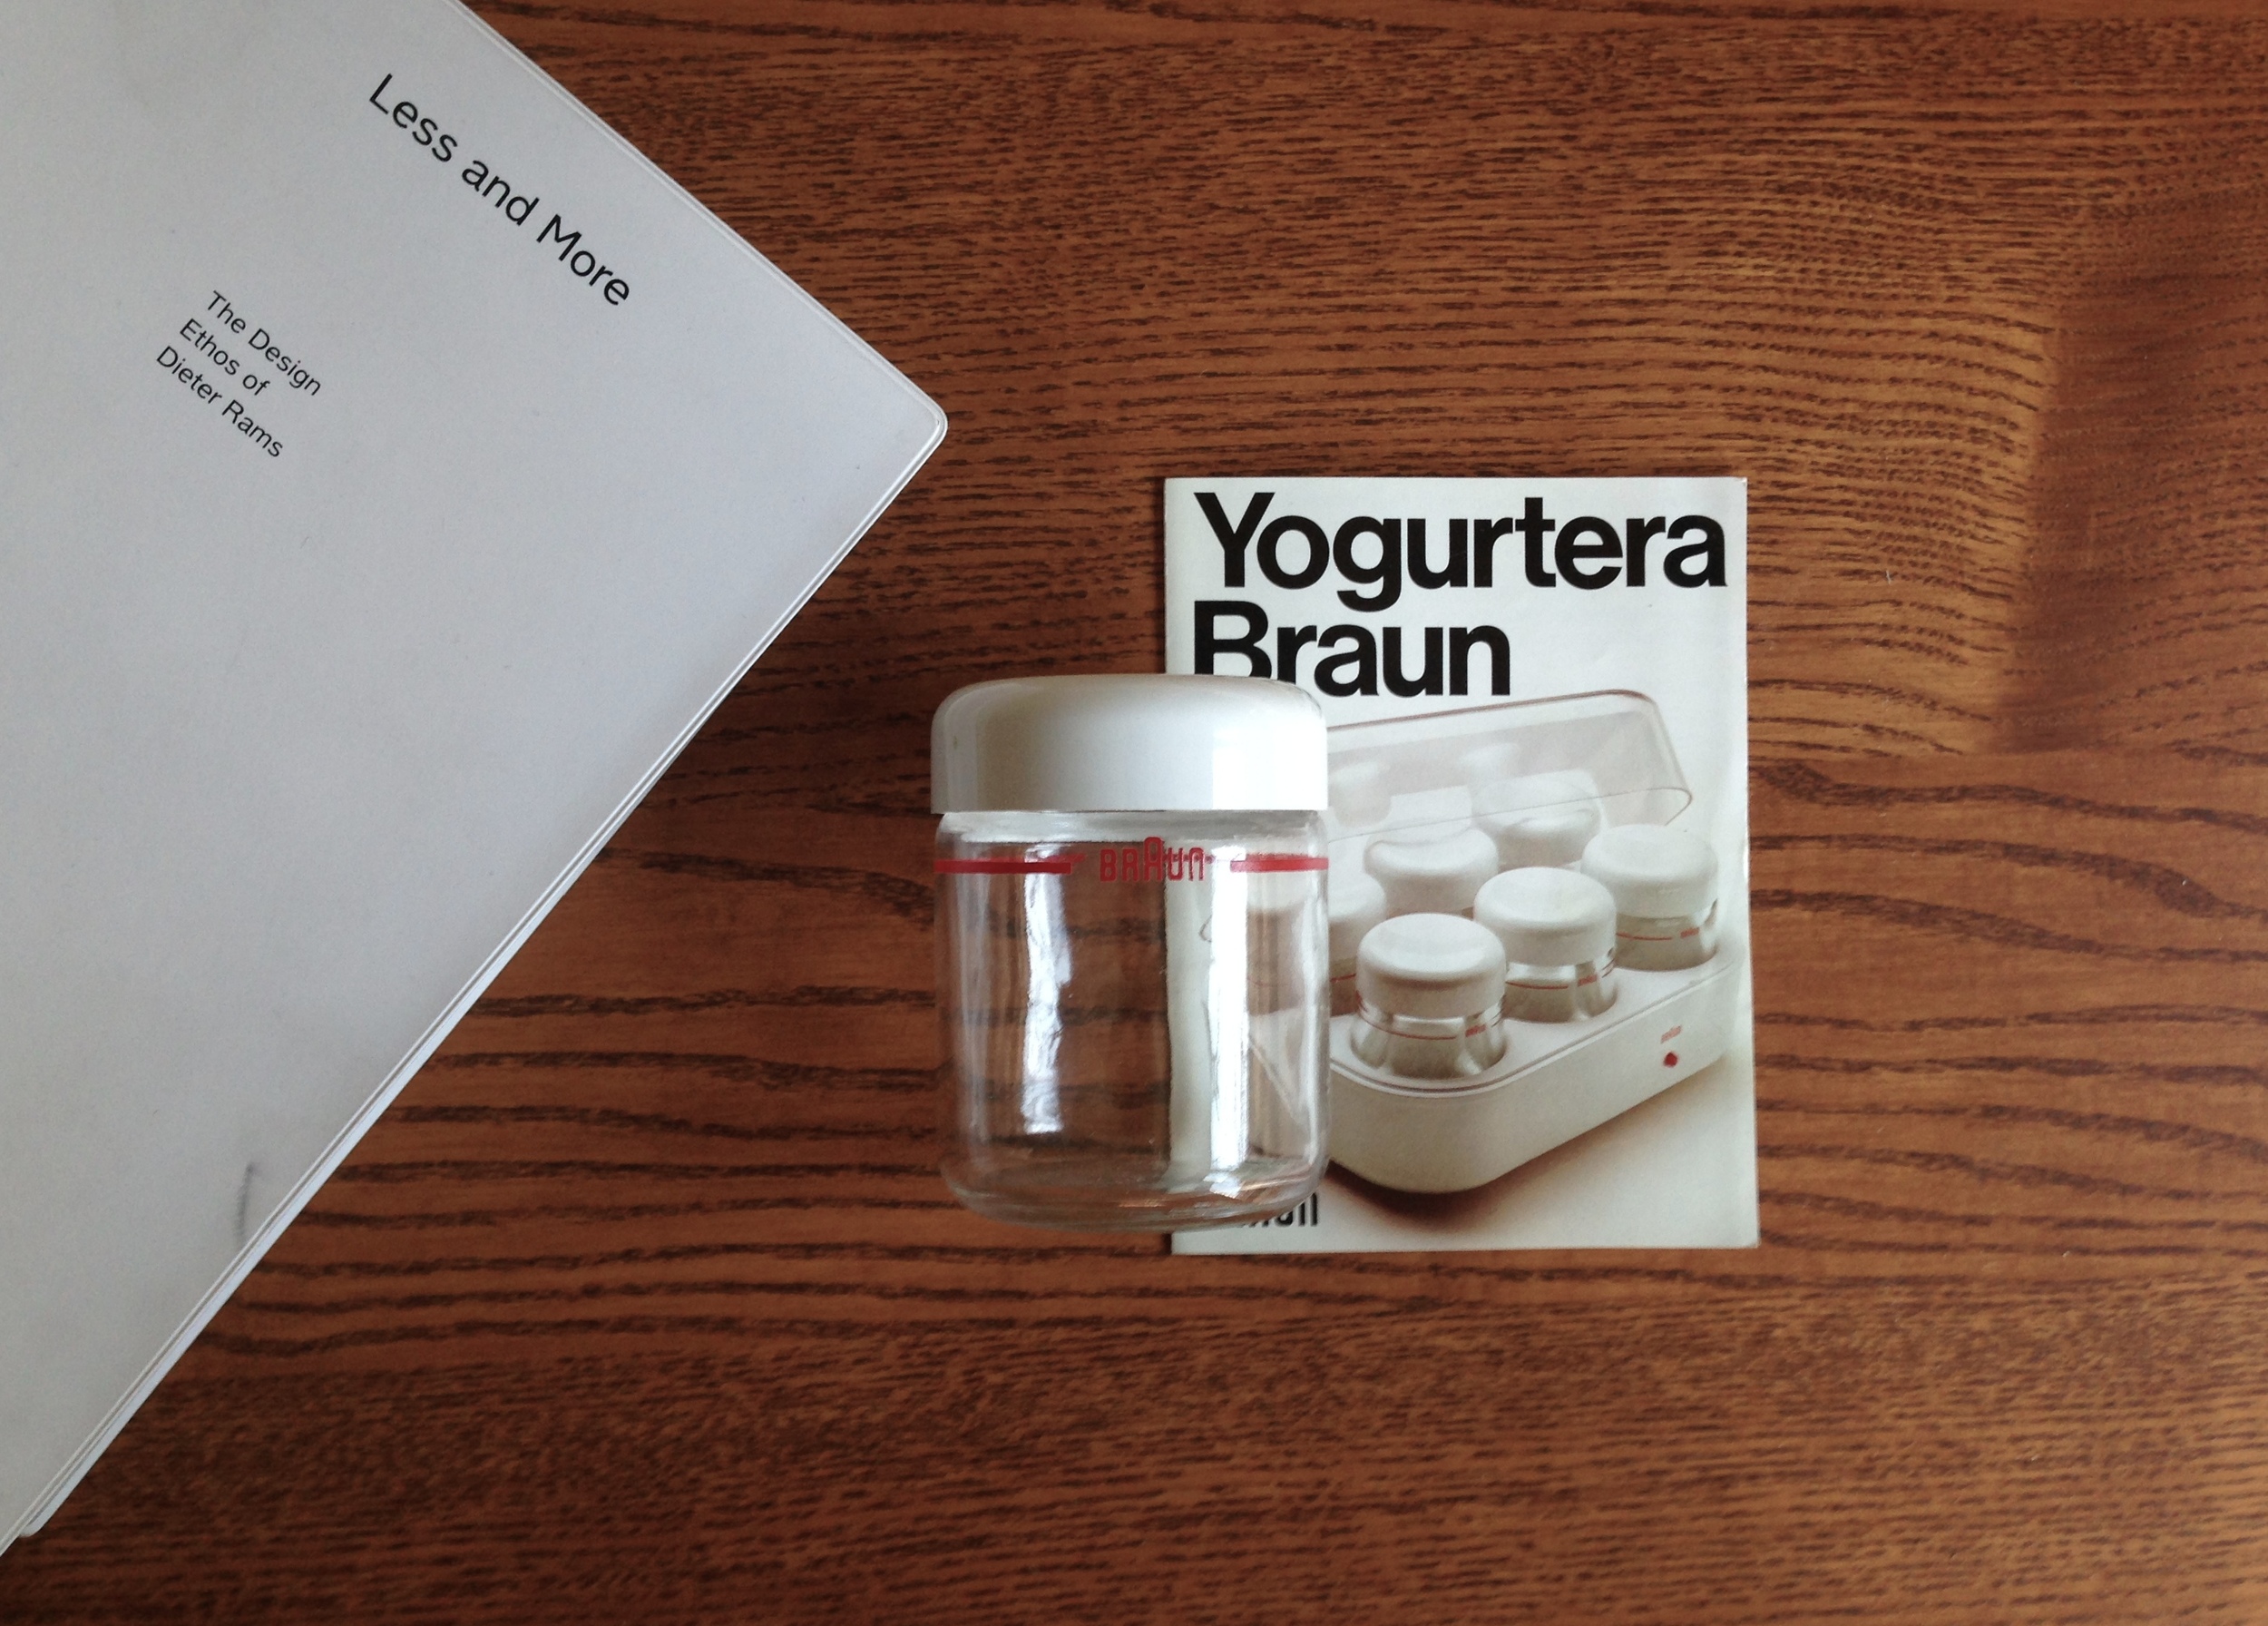 Less and More
The Design
Ethos of
Dieter Rams
Yogurtera
Braun
BRAUN